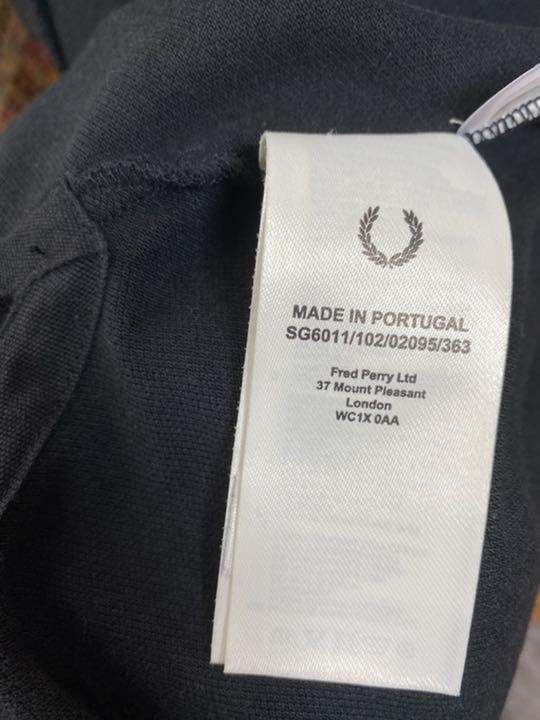 MADE IN PORTUGAL
SG6011/102/02095/363
Fred Perry Ltd
37 Mount Pleasant
London
WC1X 0AA